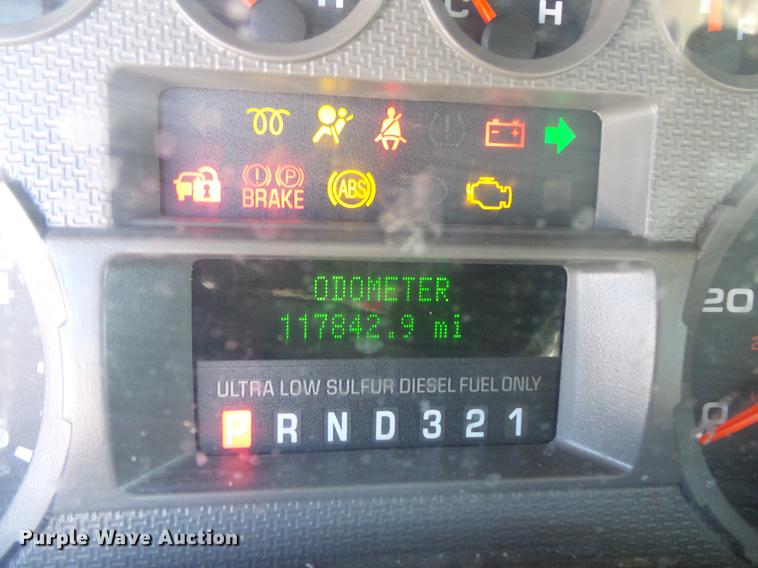 H
C H
F
BRAKE ABS
20
0
ODOMETER
117842.9 mi
ULTRA LOW SULFUR DIESEL FUEL ONLY
P R N D 3 2 1
Purple Wave Auction